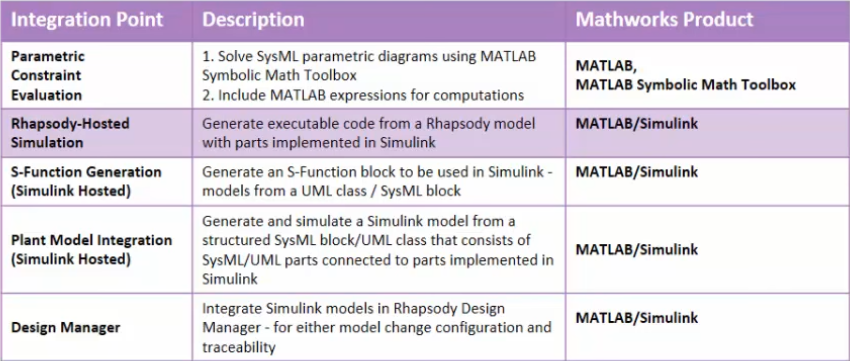 Integration Point Description Mathworks Product
Parametric
Constraint
Evaluation
1. Solve SysML parametric diagrams using MATLAB
Symbolic Math Toolbox
2. Include MATLAB expressions for computations
MATLAB,
MATLAB Symbolic Math Toolbox
Rhapsody-Hosted
Simulation
Generate executable code from a Rhapsody model
with parts implemented in Simulink
MATLAB/Simulink
S-Function Generation
(Simulink Hosted)
Generate an S-Function block to be used in Simulink -
models from a UML class / SysML block
MATLAB/Simulink
Plant Model Integration
(Simulink Hosted)
Generate and simulate a Simulink model from a
structured SysML block/UML class that consists of
SysML/UML parts connected to parts implemented in
Simulink
MATLAB/Simulink
Design Manager
Integrate Simulink models in Rhapsody Design
Manager - for either model change configuration and
traceability
MATLAB/Simulink